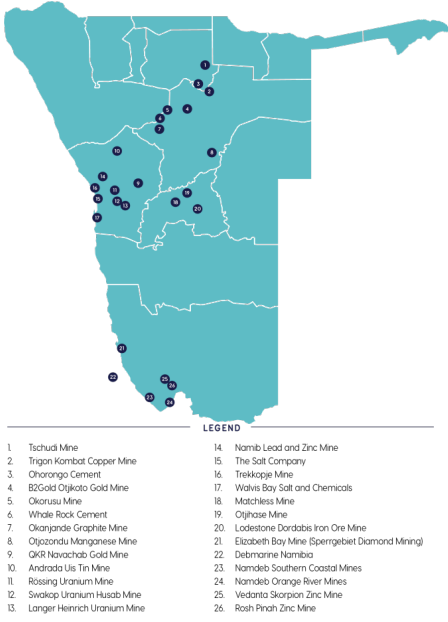 1
3
2
5
4
6
7
10
8
14
9
16
11
19
15
12
13
18
20
17
21
22
25
26
23
24
LEGEND
1. Tschudi Mine
2. Trigon Kombat Copper Mine
3. Ohorongo Cement
4. B2Gold Otjikoto Gold Mine
5. Okorusu Mine
6. Whale Rock Cement
7. Okanjande Graphite Mine
8. Otjozondu Manganese Mine
9. QKR Navachab Gold Mine
10. Andrada Uis Tin Mine
11. Rössing Uranium Mine
12. Swakop Uranium Husab Mine
13. Langer Heinrich Uranium Mine
14. Namib Lead and Zinc Mine
15. The Salt Company
16. Trekkopje Mine
17. Walvis Bay Salt and Chemicals
18. Matchless Mine
19. Otjihase Mine
20. Lodestone Dordabis Iron Ore Mine
21. Elizabeth Bay Mine (Sperrgebiet Diamond Mining)
22. Debmarine Namibia
23. Namdeb Southern Coastal Mines
24. Namdeb Orange River Mines
25. Vedanta Skorpion Zinc Mine
26. Rosh Pinah Zinc Mine